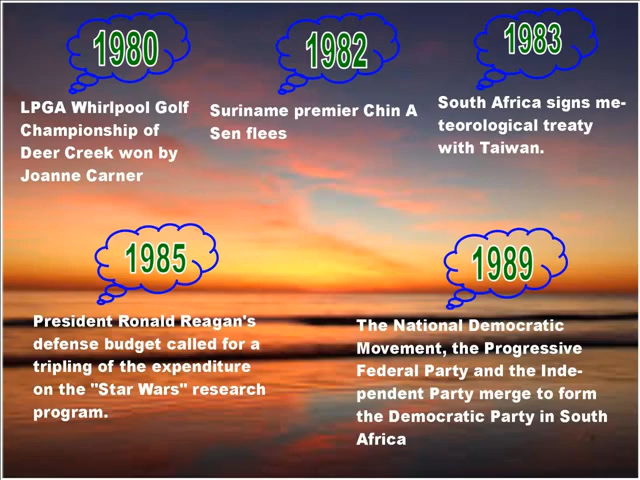 1980
LPGA Whirlpool Golf
Championship of
Deer Creek won by
Joanne Carner
1982
Suriname premier Chin A
Sen flees
1983
South Africa signs me-
teorological treaty
with Taiwan.
1985
President Ronald Reagan's
defense budget called for a
tripling of the expenditure
on the "Star Wars" research
program.
1989
The National Democratic
Movement, the Progressive
Federal Party and the Inde-
pendent Party merge to form
the Democratic Party in South
Africa